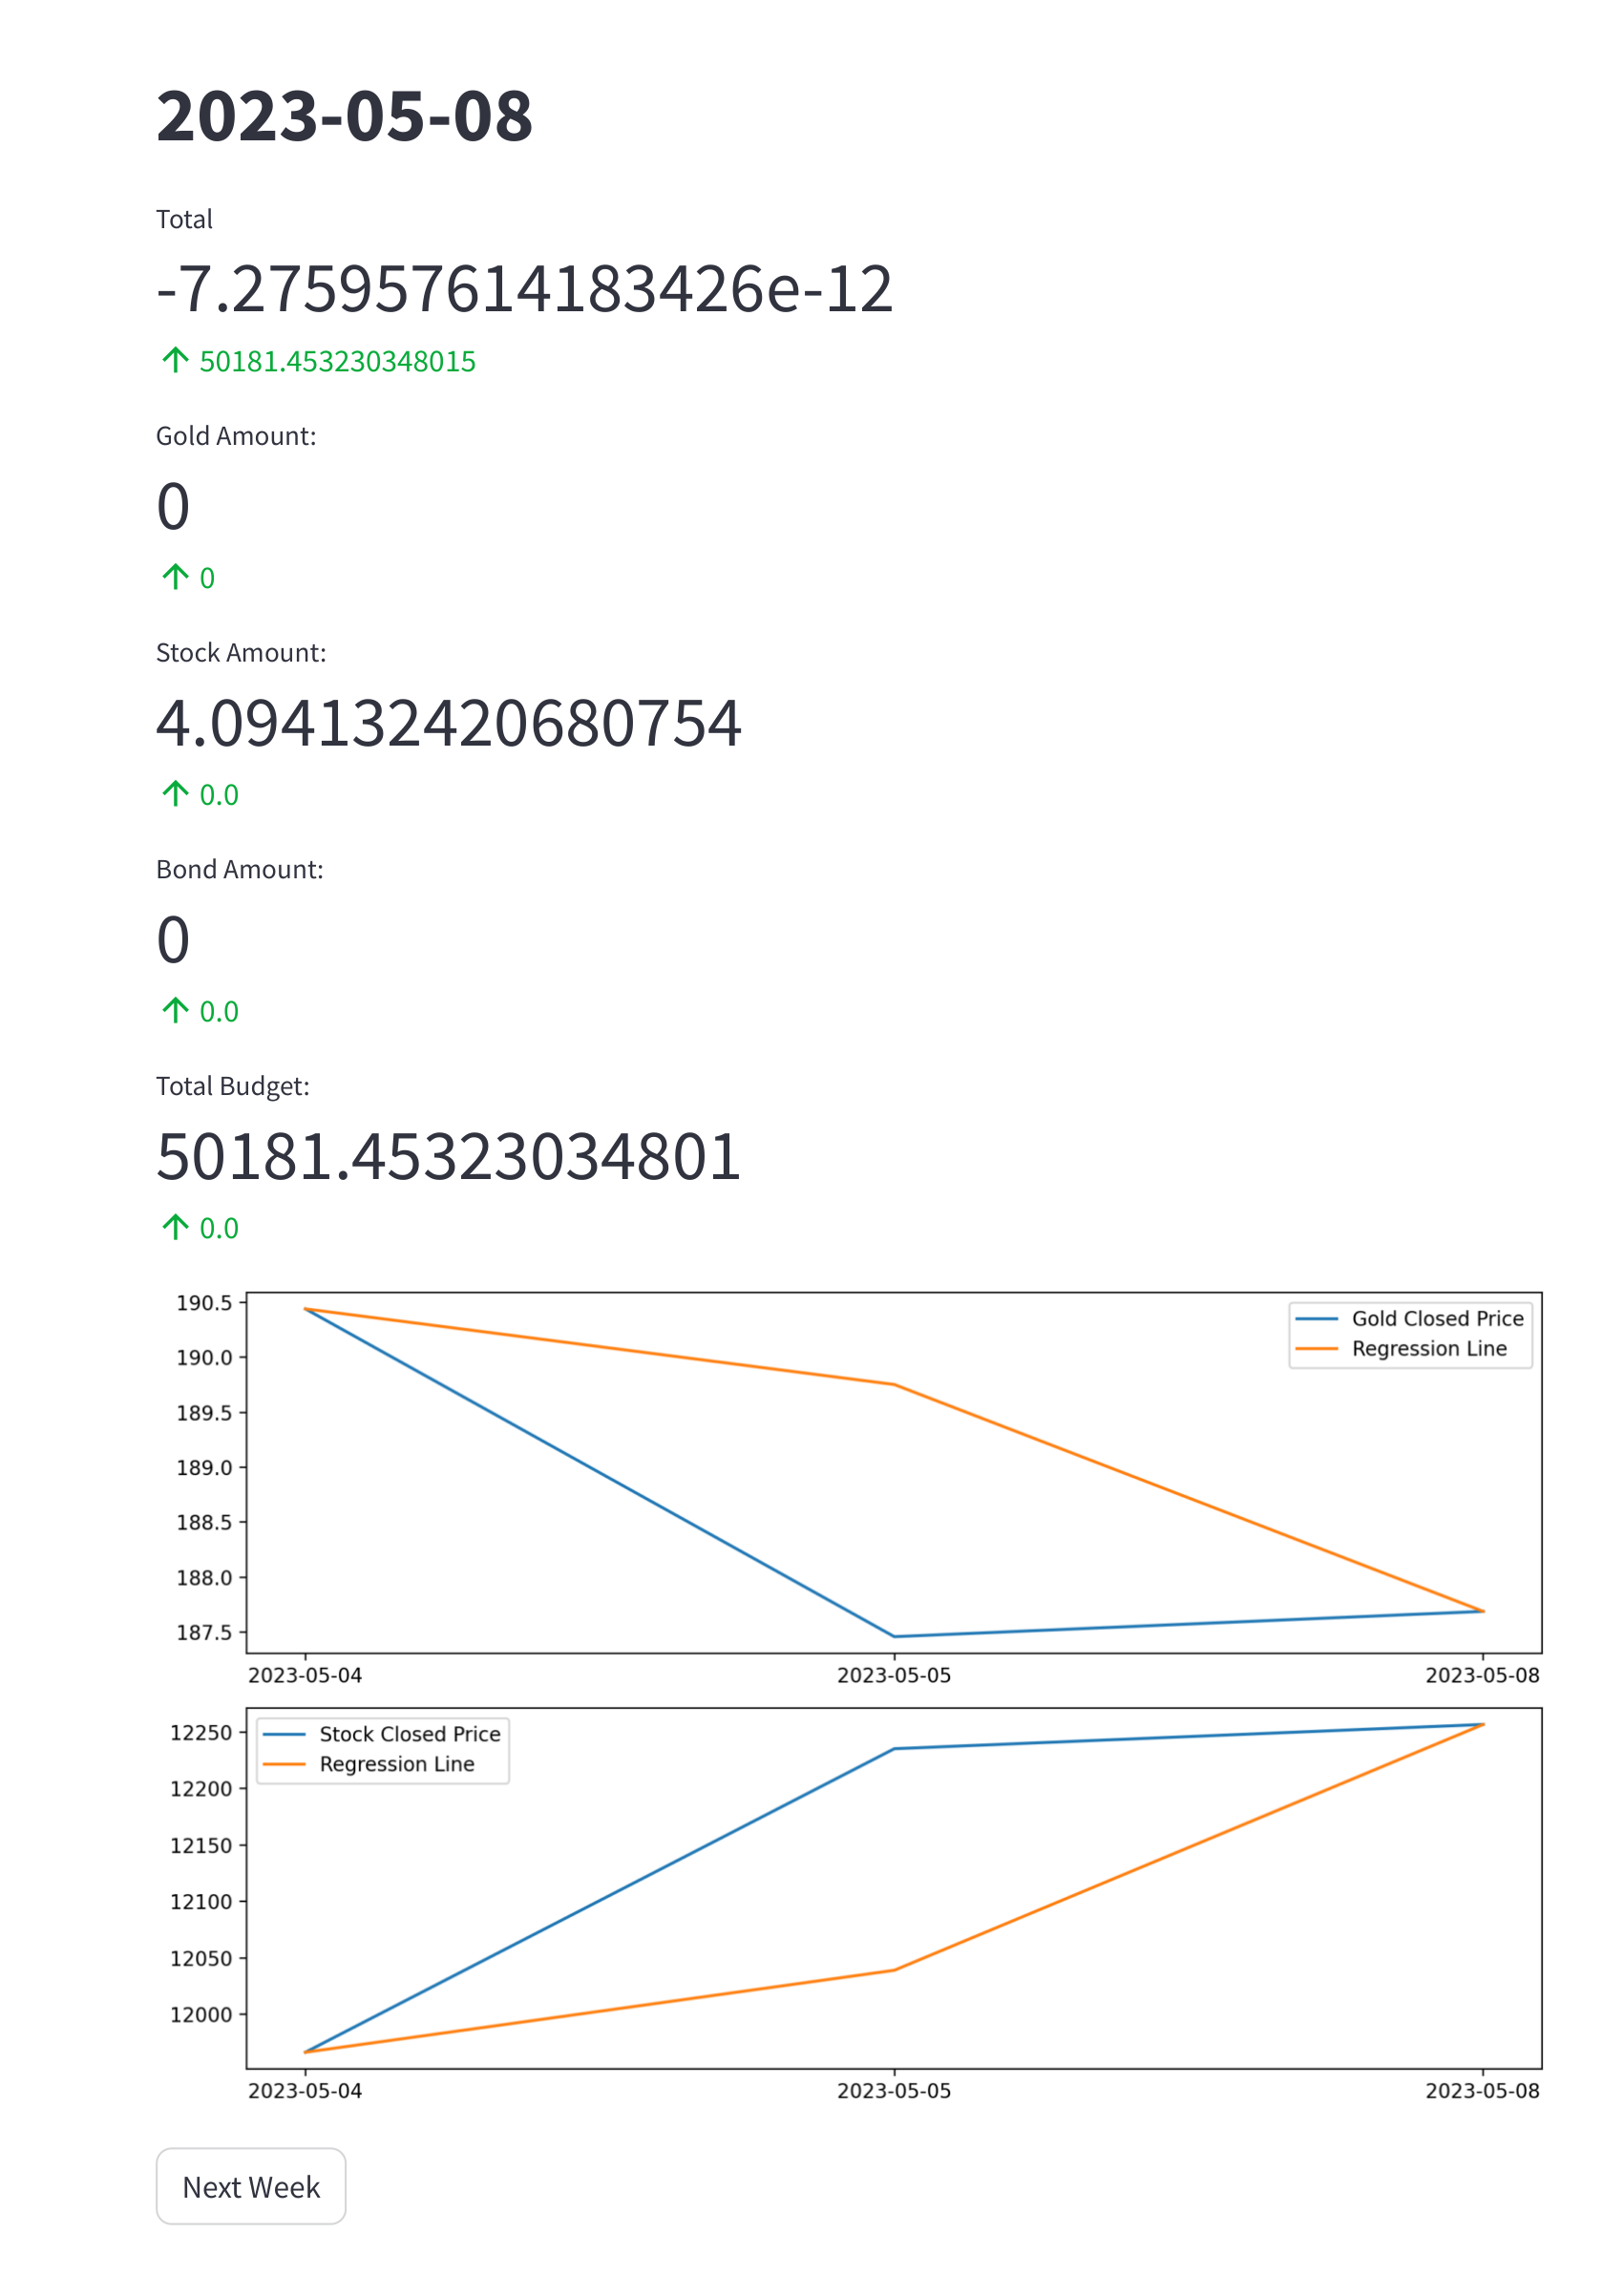 2023-05-08
Total
-7.275957614183426e-12
↑ 50181.453230348015
Gold Amount:
0
↑ 0
Stock Amount:
4.094132420680754
↑ 0.0
Bond Amount:
0
↑ 0.0
Total Budget:
50181.45323034801
↑ 0.0
190.5
190.0
189.5
189.0
188.5
188.0
187.5
Gold Closed Price
Regression Line
2023-05-04 2023-05-05 2023-05-08
12250
12200
12150
12100
12050
12000
Stock Closed Price
Regression Line
2023-05-04 2023-05-05 2023-05-08
Next Week